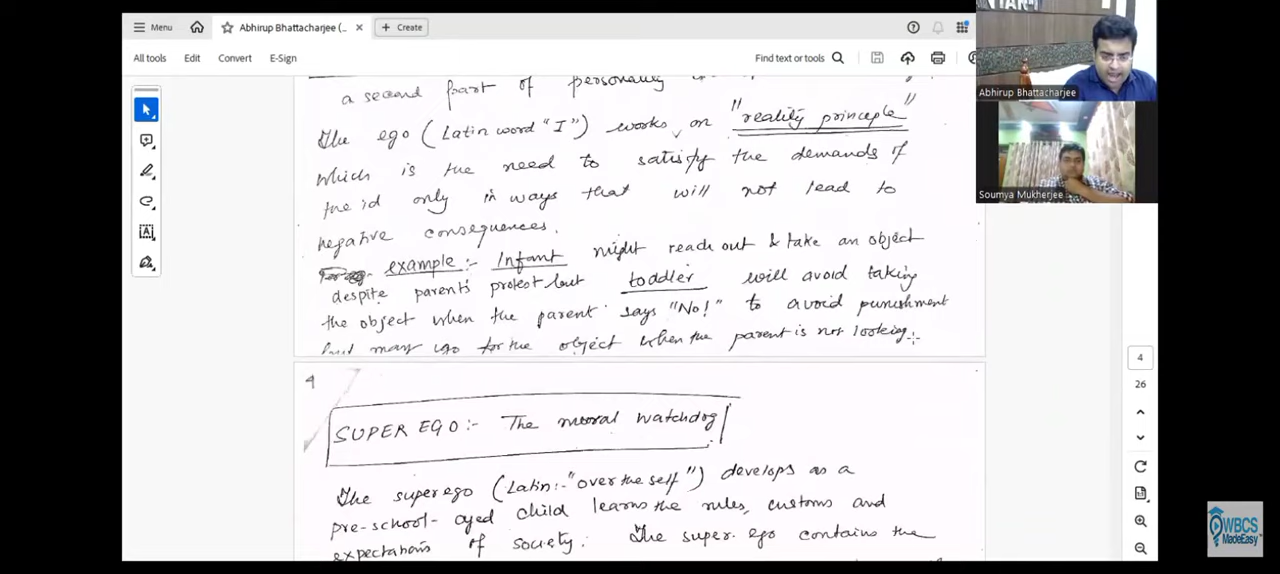 Menu
Abhirup Bhattacharjee (...
Create
All tools
Edit
Convert
E-Sign
Find text or tools
Abhirup Bhattacharjee
Soumya Mukherjee
a second part of personality
The ego (Latin word "I") works on "reality principle"
which is the need to satisfy the demands of
the id only in ways that will not lead to
negative consequences.
example:- Infant might reach out & take an object
despite parent's protest but toddler will avoid taking
the object when the parent says "No!" to avoid punishment
but may go for the object when the parent is not looking.
4
SUPER EGO:- The moral watchdog
The superego (Latin:- "over the self") develops as a
pre-school-aged child learns the rules, customs and
expectations of society. The super-ego contains the
4
26
WBCS
MadeEasy